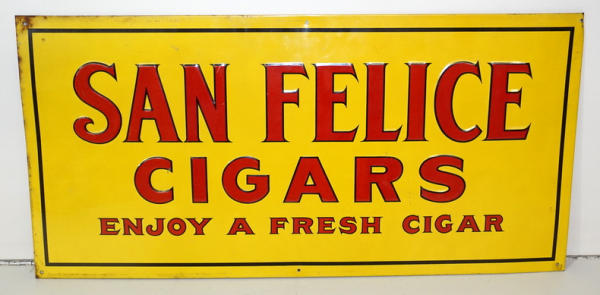 SAN FELICE
CIGARS
ENJOY A FRESH CIGAR